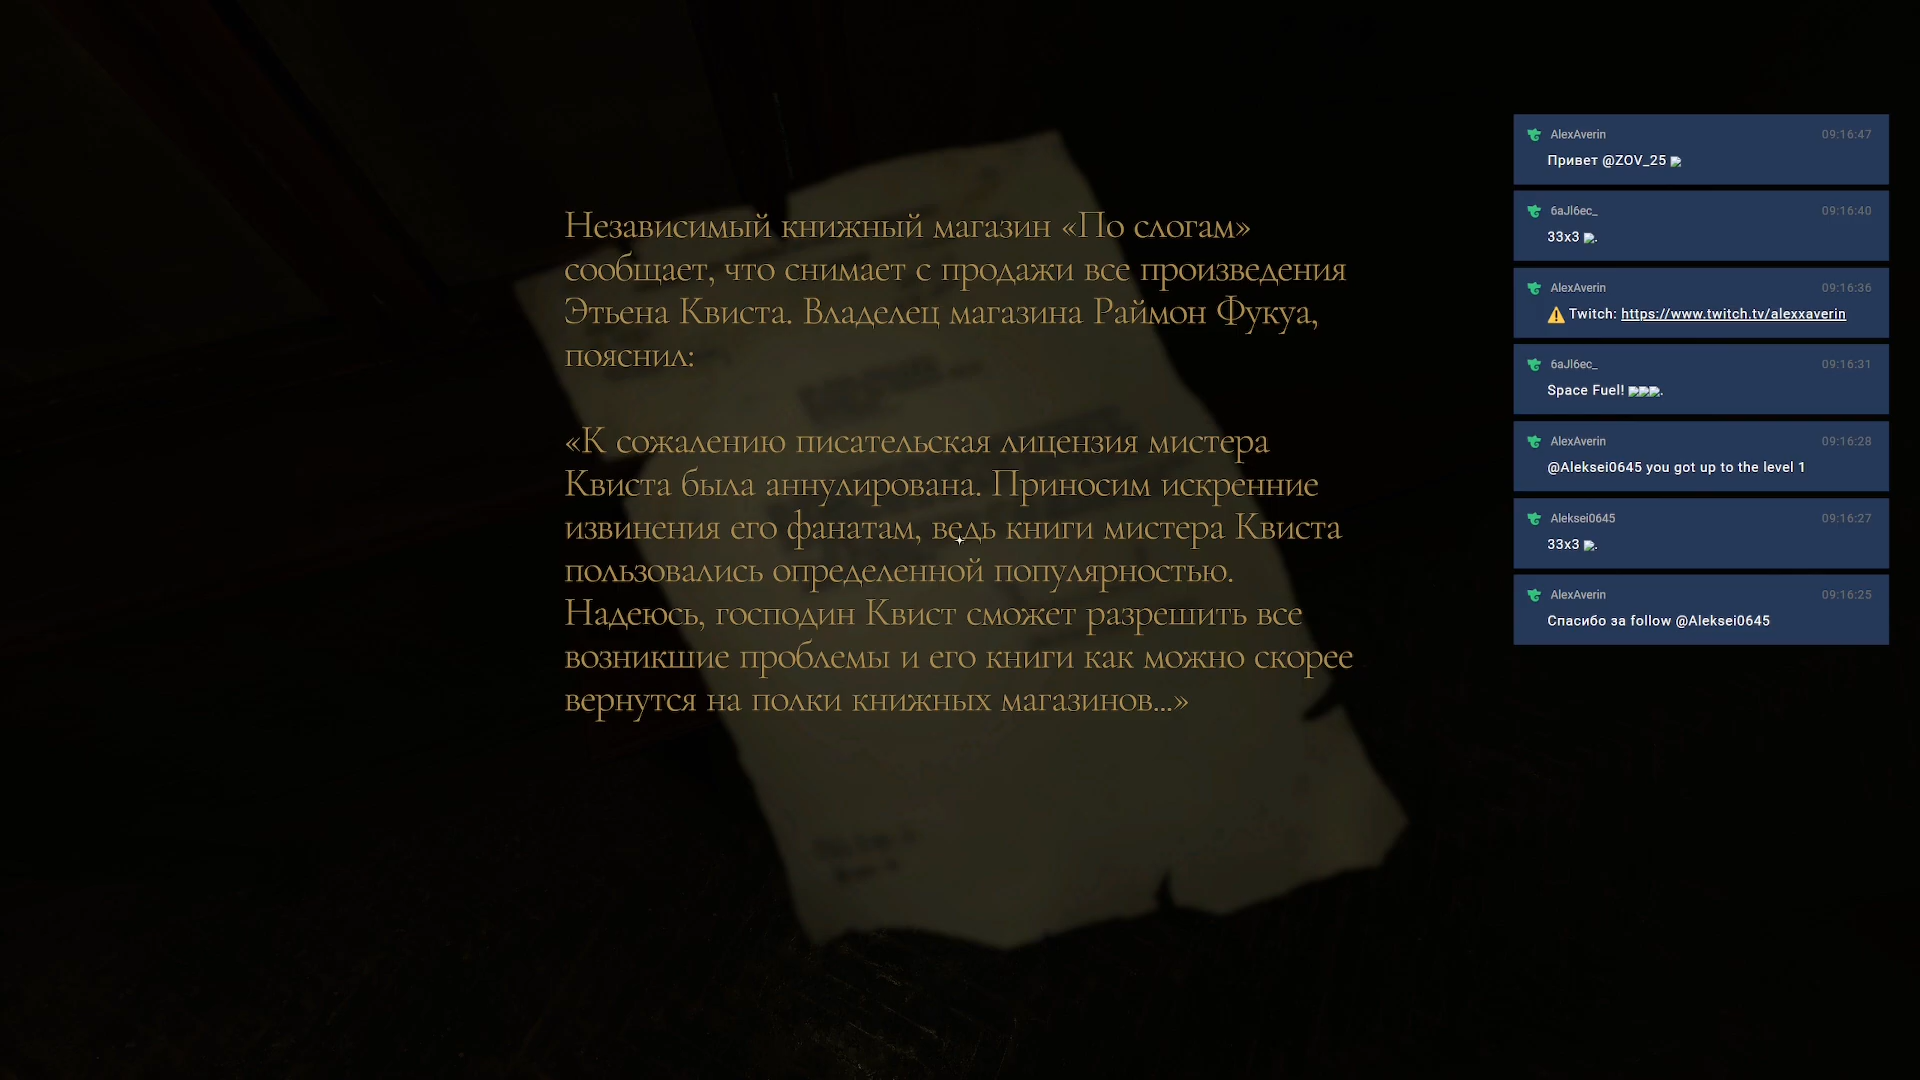 Независимый книжный магазин «По слогам»
сообщает, что снимает с продажи все произведения
Этьена Квиста. Владелец магазина Раймон Фукуа,
пояснил:
«К сожалению писательская лицензия мистера
Квиста была аннулирована. Приносим искренние
извинения его фанатам, ведь книги мистера Квиста
пользовались определенной популярностью.
Надеюсь, господин Квист сможет разрешить все
возникшие проблемы и его книги как можно скорее
вернутся на полки книжных магазинов...»
AlexAverin 09:16:47
Привет @ZOV_25
6aJl6ec_ 09:16:40
33x3 .
AlexAverin 09:16:36
Twitch: https://www.twitch.tv/alexxaverin
6aJl6ec_ 09:16:31
Space Fuel! .
AlexAverin 09:16:28
@Aleksei0645 you got up to the level 1
Aleksei0645 09:16:27
33x3 .
AlexAverin 09:16:25
Спасибо за follow @Aleksei0645